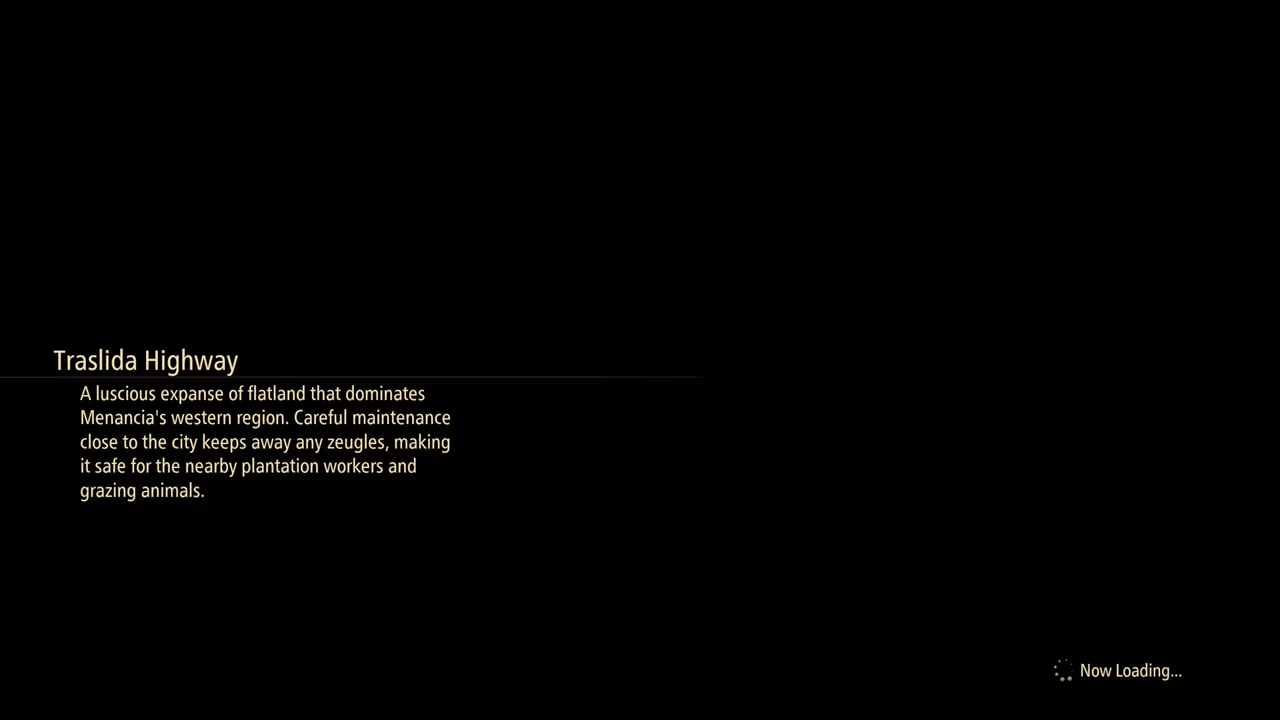 Traslida Highway
A luscious expanse of flatland that dominates
Menancia's western region. Careful maintenance
close to the city keeps away any zeugles, making
it safe for the nearby plantation workers and
grazing animals.
Now Loading...